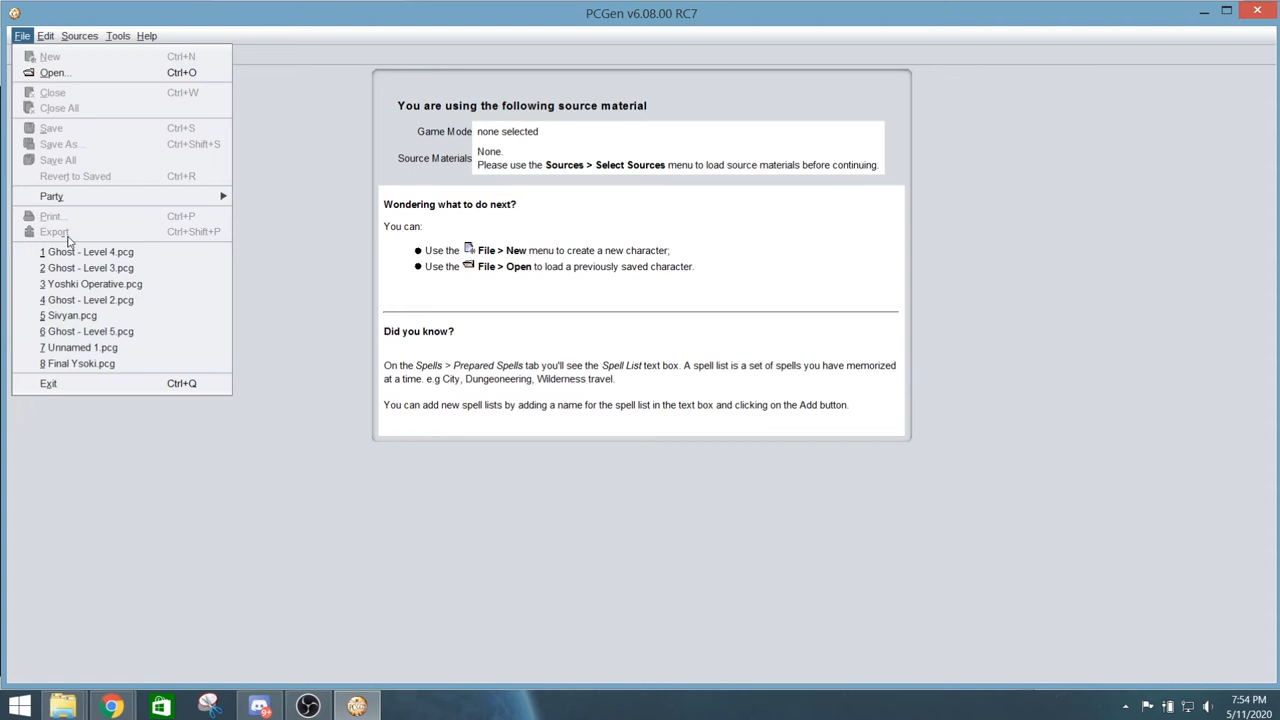 PCGen v6.08.00 RC7
File Edit Sources Tools Help
New Ctrl+N
Open... Ctrl+O
Close Ctrl+W
Close All
Save Ctrl+S
Save As... Ctrl+Shift+S
Save All
Revert to Saved Ctrl+R
Party
Print... Ctrl+P
Export Ctrl+Shift+P
1 Ghost - Level 4.pcg
2 Ghost - Level 3.pcg
3 Yoshki Operative.pcg
4 Ghost - Level 2.pcg
5 Sivyan.pcg
6 Ghost - Level 5.pcg
7 Unnamed 1.pcg
8 Final Ysoki.pcg
Exit Ctrl+Q
You are using the following source material
Game Mode none selected
Source Materials None.
Please use the Sources > Select Sources menu to load source materials before continuing.
Wondering what to do next?
You can:
● Use the File > New menu to create a new character;
● Use the File > Open to load a previously saved character.
Did you know?
On the Spells > Prepared Spells tab you'll see the Spell List text box. A spell list is a set of spells you have memorized
at a time. e.g City, Dungeoneering, Wilderness travel.
You can add new spell lists by adding a name for the spell list in the text box and clicking on the Add button.
7:54 PM
5/11/2020